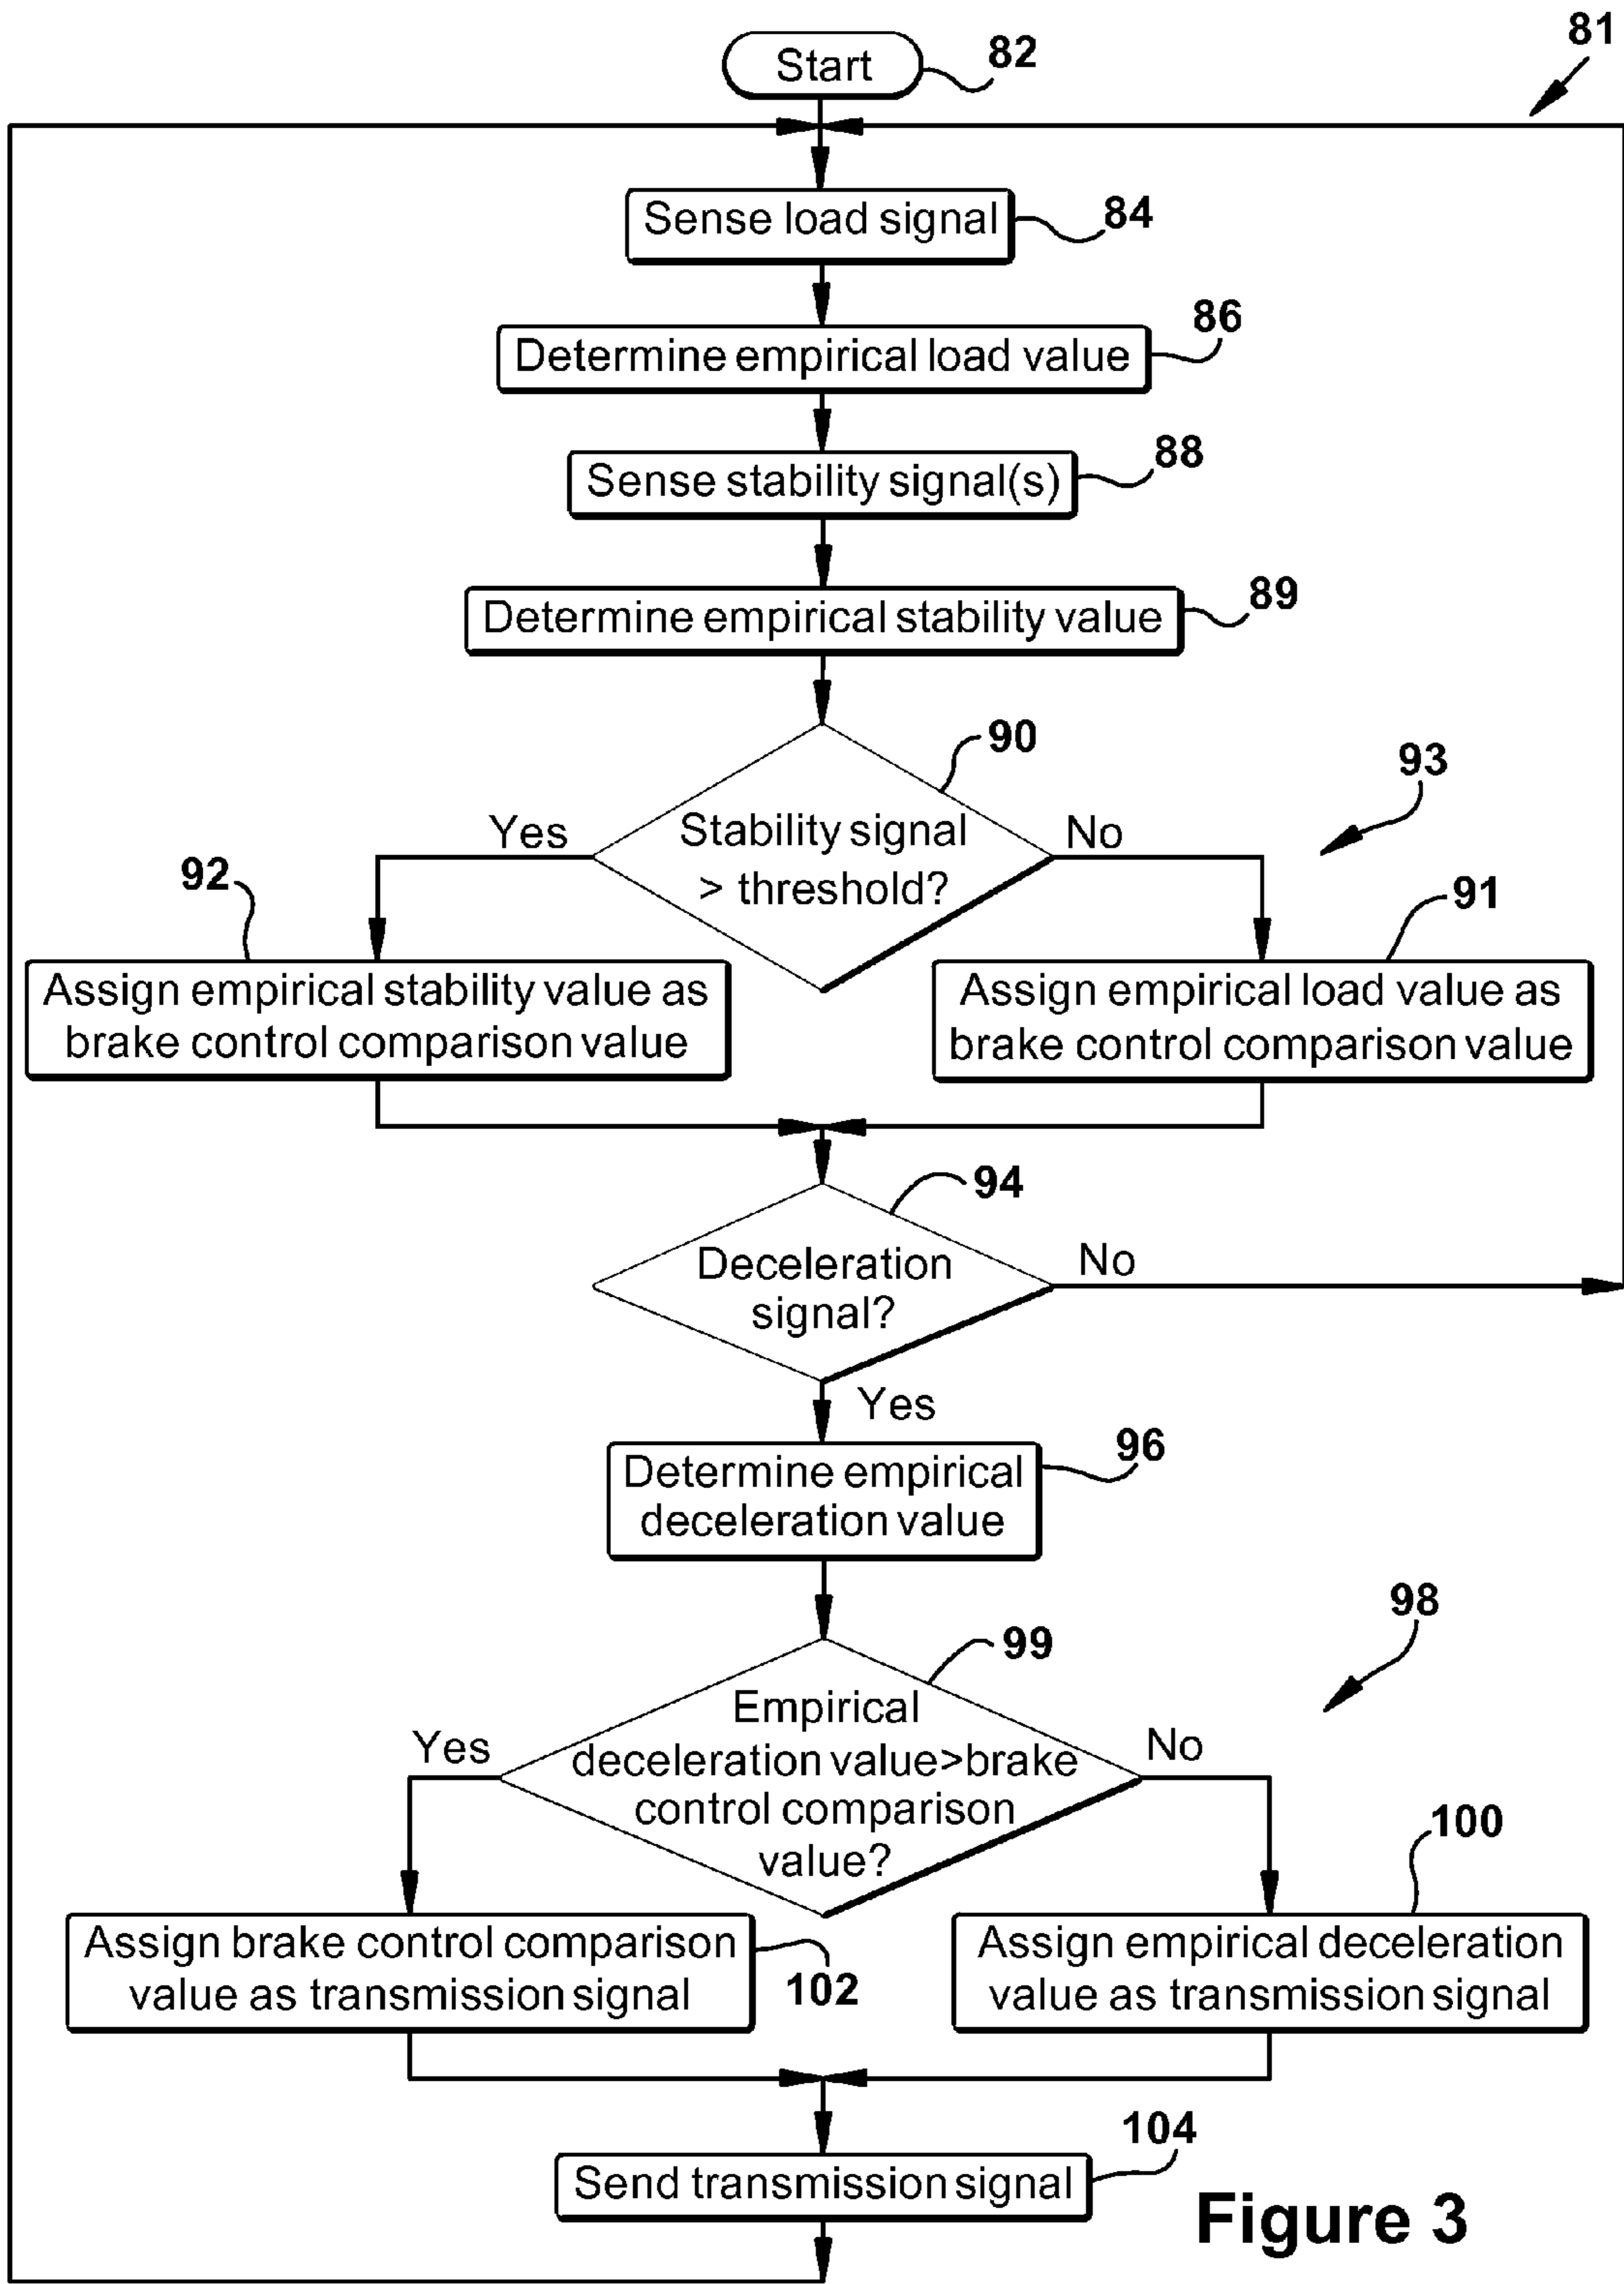 81
Start
82
Sense load signal
84
Determine empirical load value
86
Sense stability signal(s)
88
Determine empirical stability value
89
90
Stability signal
> threshold?
Yes
No
93
92
91
Assign empirical stability value as
brake control comparison value
Assign empirical load value as
brake control comparison value
94
Deceleration
signal?
No
Yes
Determine empirical
deceleration value
96
98
99
Empirical
deceleration value>brake
control comparison
value?
Yes
No
100
Assign brake control comparison
value as transmission signal
102
Assign empirical deceleration
value as transmission signal
104
Send transmission signal
Figure 3